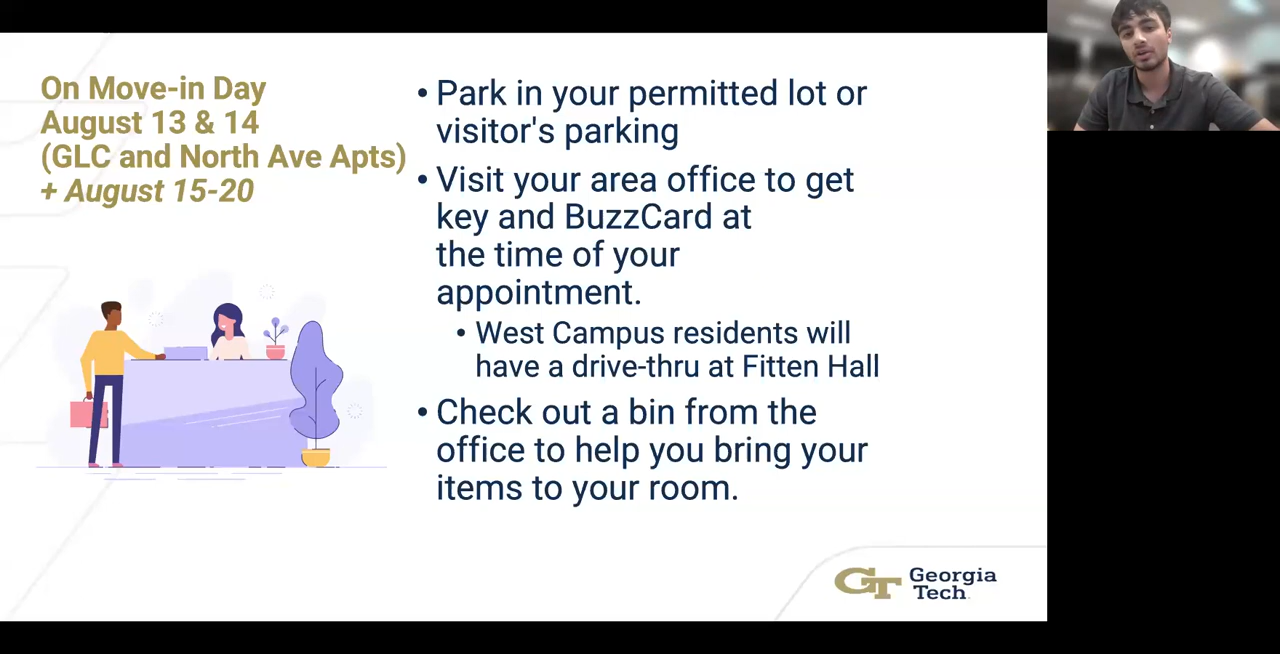 On Move-in Day
August 13 & 14
(GLC and North Ave Apts)
+ August 15-20
• Park in your permitted lot or
visitor's parking
• Visit your area office to get
key and BuzzCard at
the time of your
appointment.
• West Campus residents will
have a drive-thru at Fitten Hall
• Check out a bin from the
office to help you bring your
items to your room.
GT
Georgia
Tech